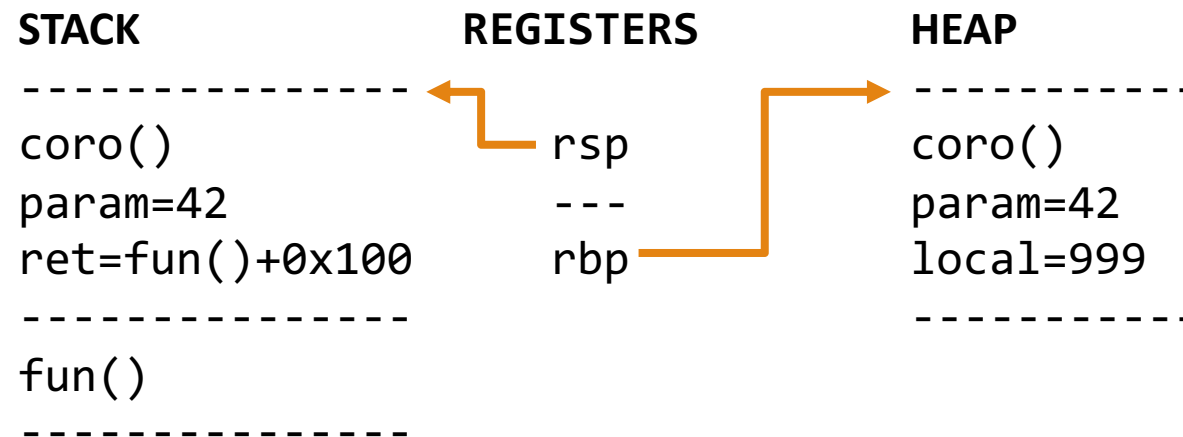 STACK
---------------
coro()
param=42
ret=fun()+0x100
---------------
fun()
---------------
REGISTERS
rsp
---
rbp
HEAP
-----------
coro()
param=42
local=999
-----------